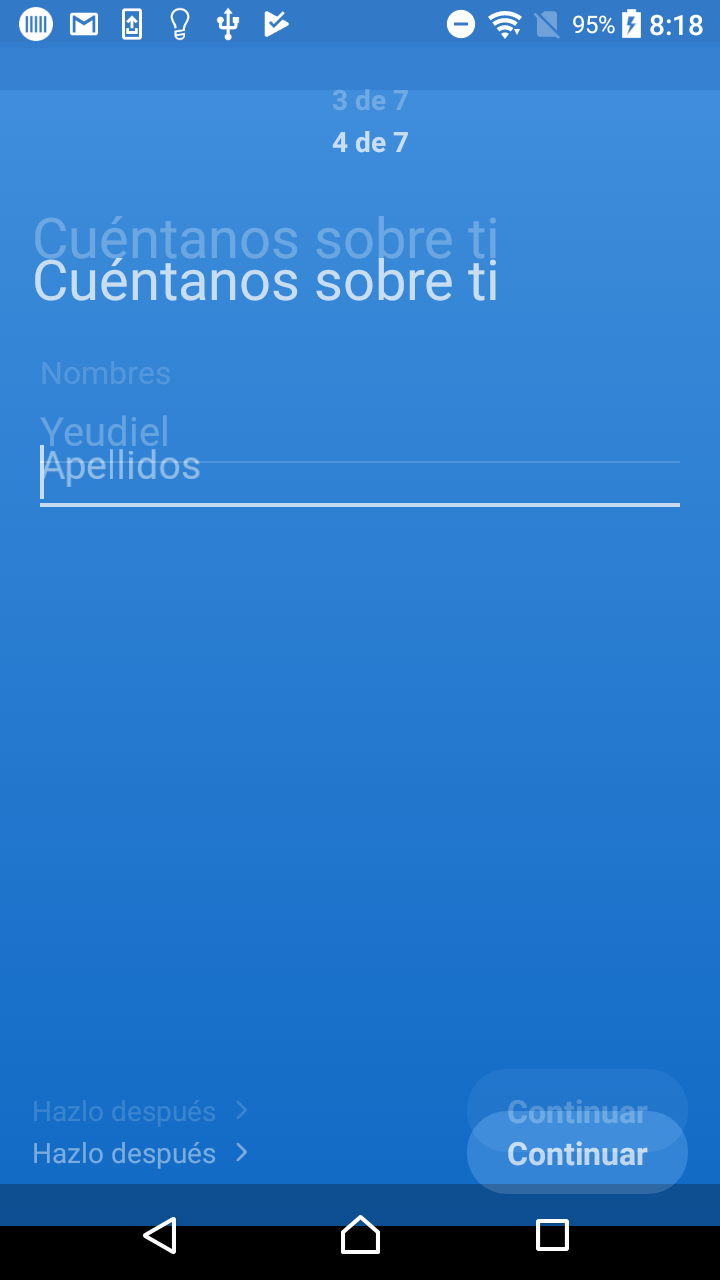 95% 8:18
3 de 7
4 de 7
Cuéntanos sobre ti
Cuéntanos sobre ti
Nombres
Yeudiel
Apellidos
Hazlo después Continuar
Hazlo después Continuar